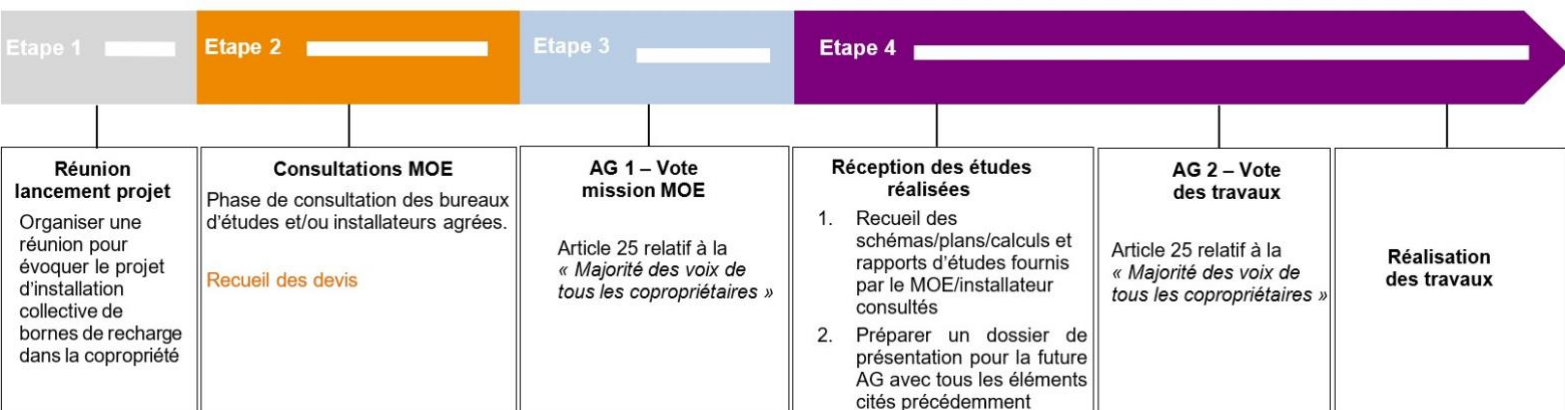 Etape 1
Etape 2
Etape 3
Etape 4
Réunion
lancement projet
Organiser une
réunion pour
évoquer le projet
d'installation
collective de
bornes de recharge
dans la copropriété
Consultations MOE
Phase de consultation des bureaux
d'études et/ou installateurs agrées.
Recueil des devis
AG 1 – Vote
mission MOE
Article 25 relatif à la
« Majorité des voix de
tous les copropriétaires »
Réception des études
réalisées
1. Recueil des
schémas/plans/calculs et
rapports d'études fournis
par le MOE/installateur
consultés
2. Préparer un dossier de
présentation pour la future
AG avec tous les éléments
cités précédemment
AG 2 – Vote
des travaux
Article 25 relatif à la
« Majorité des voix de
tous les copropriétaires »
Réalisation
des travaux